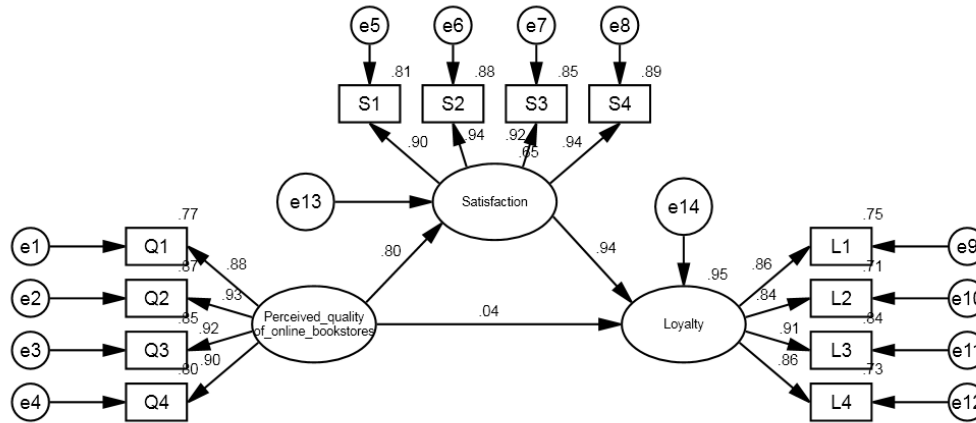 e5 e6 e7 e8
.81 .88 .85 .89
S1 S2 S3 S4
.90 .94 .92 .94
.65
e13 Satisfaction e14
.77 .75
e1 Q1 L1 e9
.88 .80 .94 .86
.87 .95 .71
e2 Q2 .93 .84 L2 e10
.85 Perceived_quality
of_online_bookstores .04 Loyalty .84
e3 Q3 .92 .91 L3 e11
.80 .90 .86 .73
e4 Q4 L4 e12